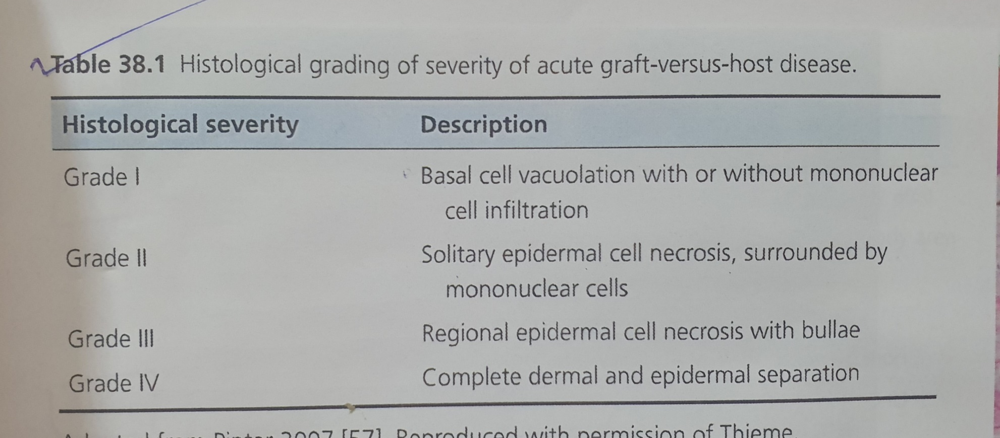 Table 38.1 Histological grading of severity of acute graft-versus-host disease.
Histological severity Description
Grade I Basal cell vacuolation with or without mononuclear
cell infiltration
Grade II Solitary epidermal cell necrosis, surrounded by
mononuclear cells
Grade III Regional epidermal cell necrosis with bullae
Grade IV Complete dermal and epidermal separation
Adapted from Pinter 2007 [57]. Reproduced with permission of Thieme.